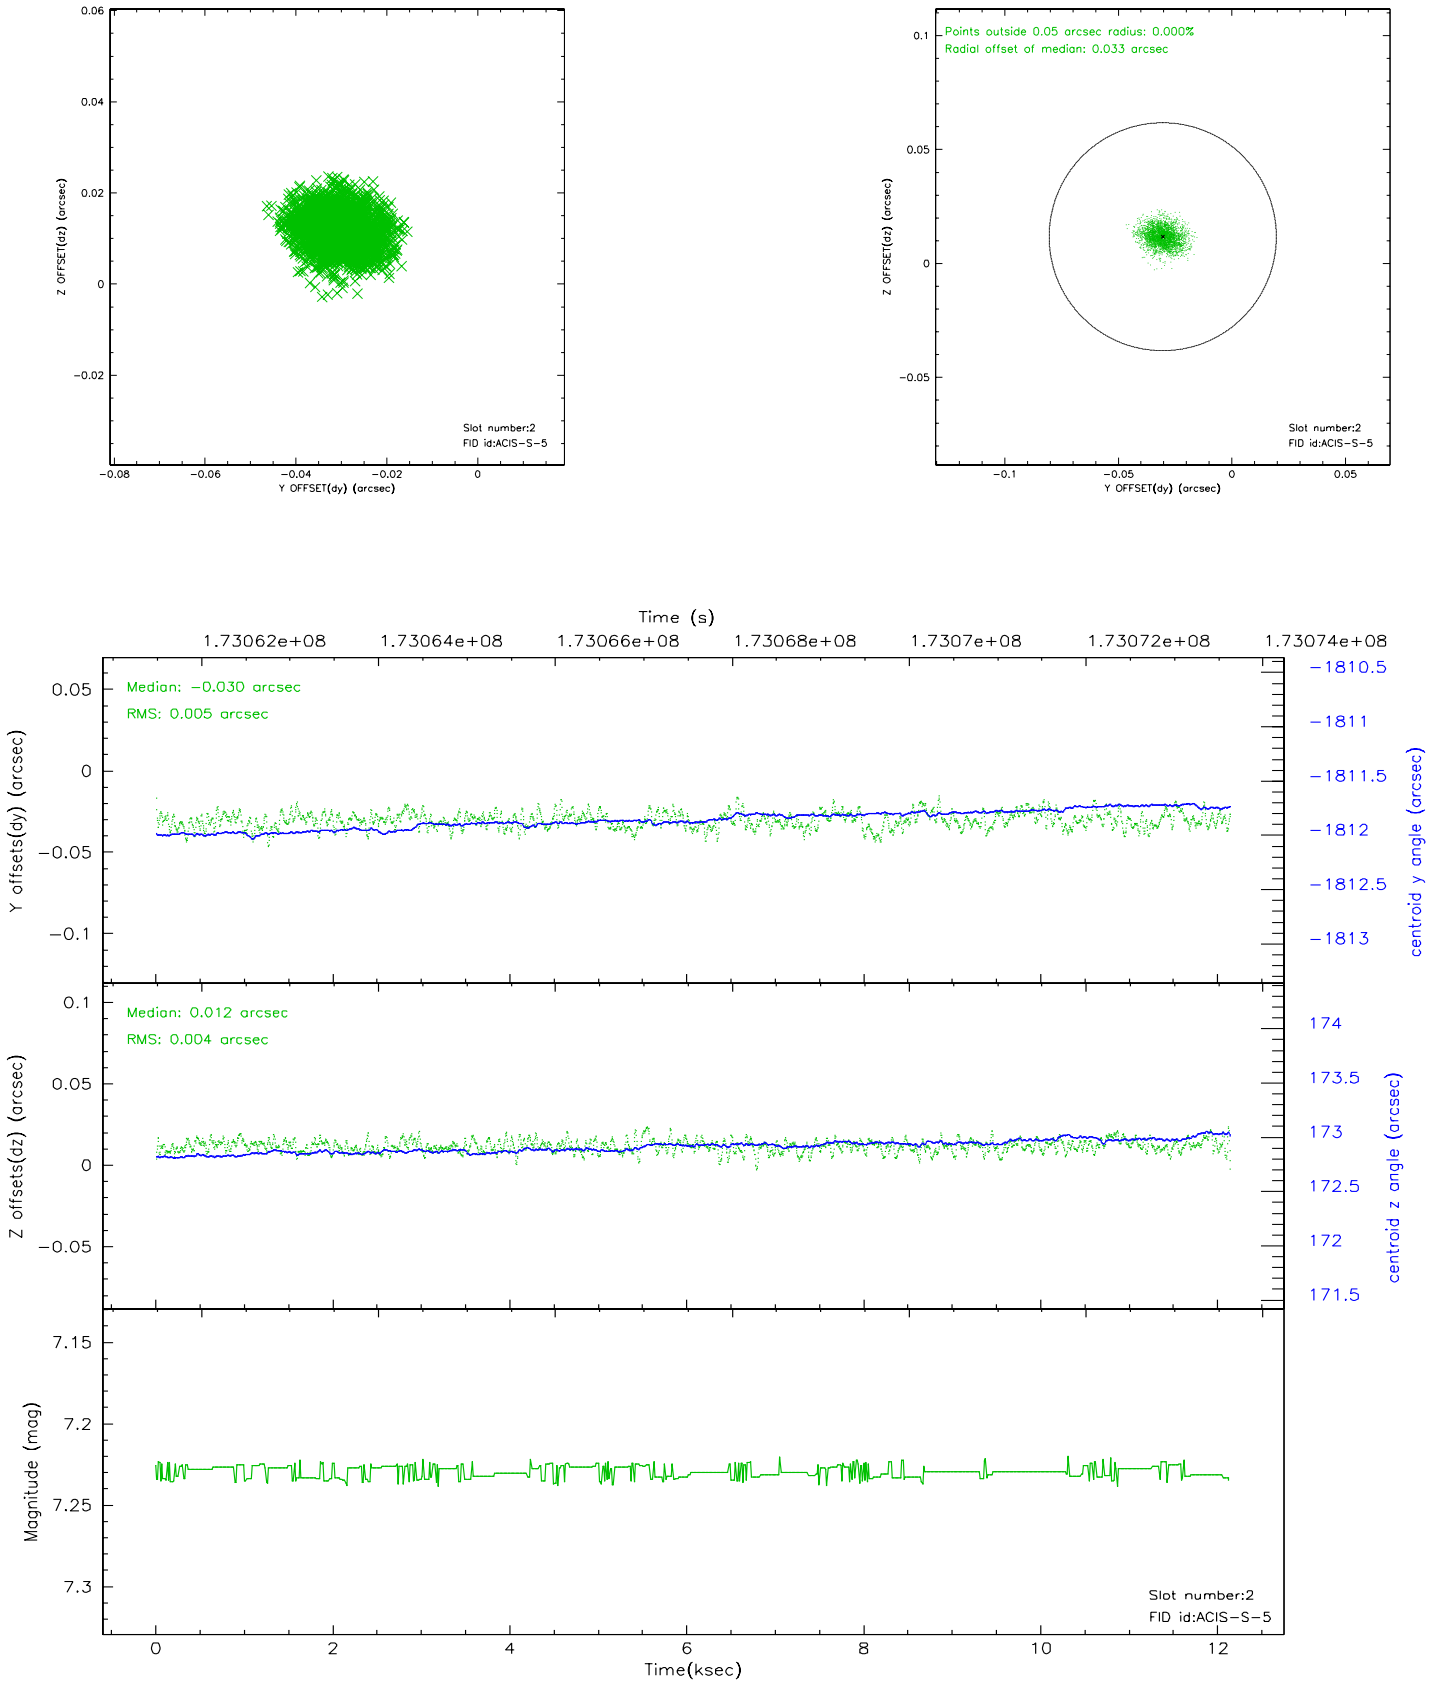 0.06
0.04
0.02
0
−0.02
Z OFFSET(dz) (arcsec)
Slot number:2
FID id:ACIS−S−5
−0.08 −0.06 −0.04 −0.02 0
Y OFFSET(dy) (arcsec)
Points outside 0.05 arcsec radius: 0.000%
Radial offset of median: 0.033 arcsec
0.1
0.05
0
−0.05
Z OFFSET(dz) (arcsec)
Slot number:2
FID id:ACIS−S−5
−0.1 −0.05 0 0.05
Y OFFSET(dy) (arcsec)
Time (s)
1.73062e+08 1.73064e+08 1.73066e+08 1.73068e+08 1.7307e+08 1.73072e+08 1.73074e+08
Median: −0.030 arcsec
RMS: 0.005 arcsec
0.05
0
−0.05
−0.1
Y offsets(dy) (arcsec)
−1810.5
−1811
−1811.5
−1812
−1812.5
−1813
centroid y angle (arcsec)
Median: 0.012 arcsec
RMS: 0.004 arcsec
0.1
0.05
0
−0.05
Z offsets(dz) (arcsec)
174
173.5
173
172.5
172
171.5
centroid z angle (arcsec)
7.15
7.2
7.25
7.3
Magnitude (mag)
Slot number:2
FID id:ACIS−S−5
0 2 4 6 8 10 12
Time(ksec)